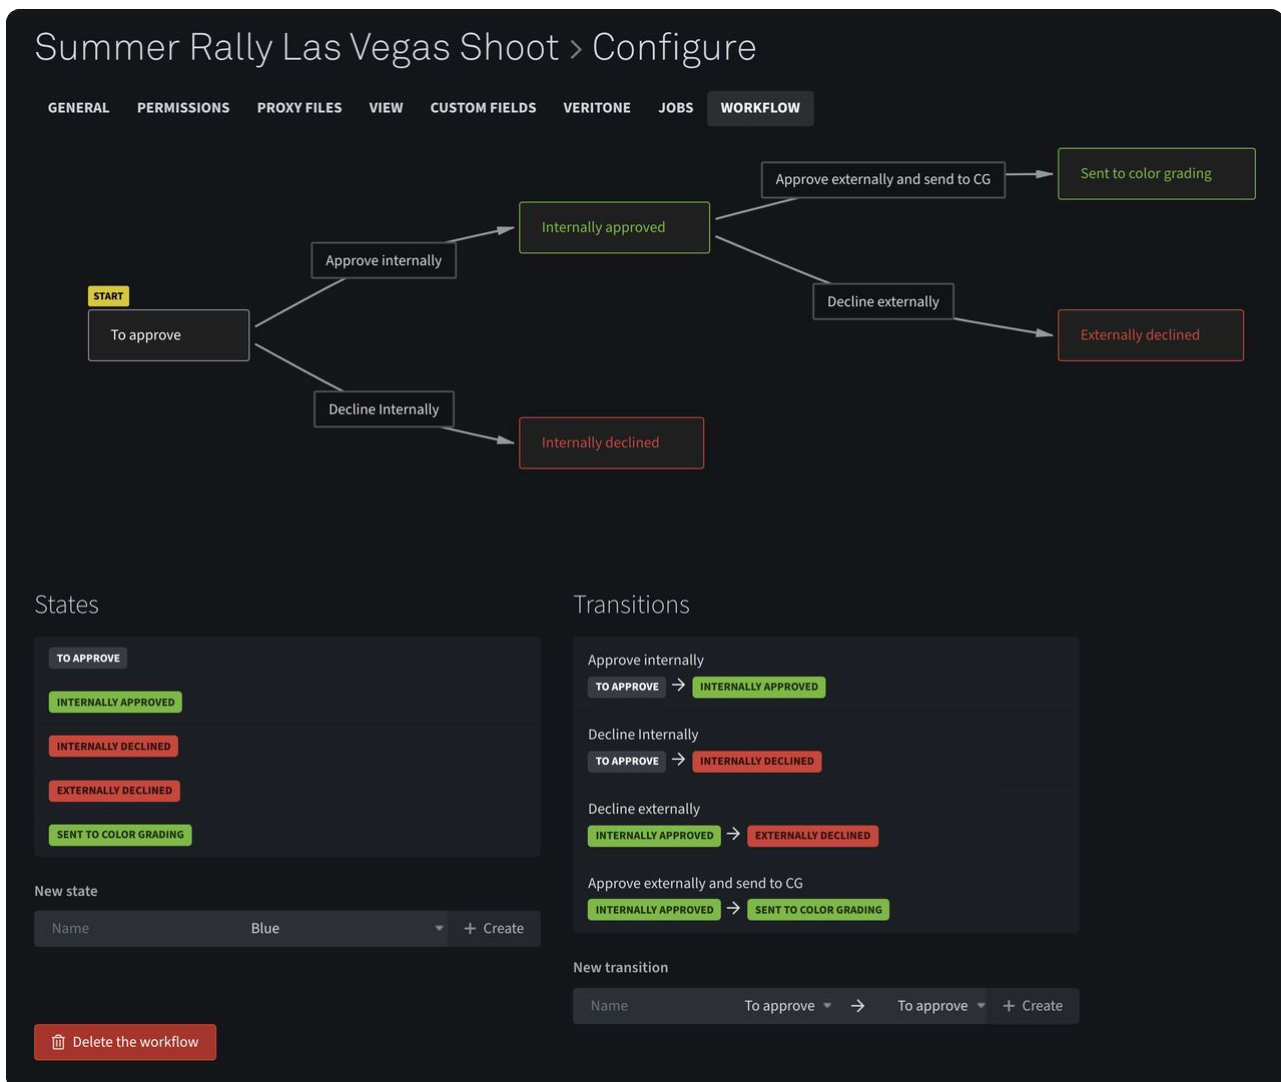 Summer Rally Las Vegas Shoot > Configure
GENERAL PERMISSIONS PROXY FILES VIEW CUSTOM FIELDS VERITONE JOBS WORKFLOW
Approve externally and send to CG
Sent to color grading
Internally approved
Approve internally
Decline externally
START
To approve
Externally declined
Decline Internally
Internally declined
States
TO APPROVE
INTERNALLY APPROVED
INTERNALLY DECLINED
EXTERNALLY DECLINED
SENT TO COLOR GRADING
New state
Name Blue + Create
Delete the workflow
Transitions
Approve internally
TO APPROVE → INTERNALLY APPROVED
Decline Internally
TO APPROVE → INTERNALLY DECLINED
Decline externally
INTERNALLY APPROVED → EXTERNALLY DECLINED
Approve externally and send to CG
INTERNALLY APPROVED → SENT TO COLOR GRADING
New transition
Name To approve → To approve + Create